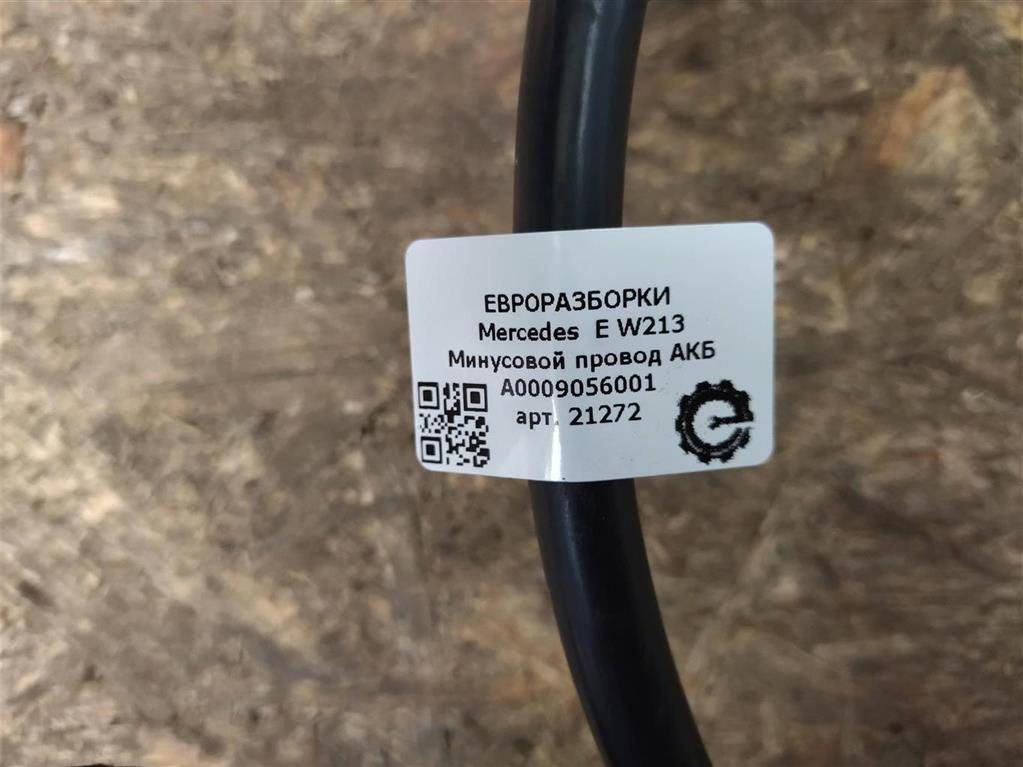 ЕВРОРАЗБОРКИ
Mercedes E W213
Минусовой провод АКБ
A0009056001
арт. 21272